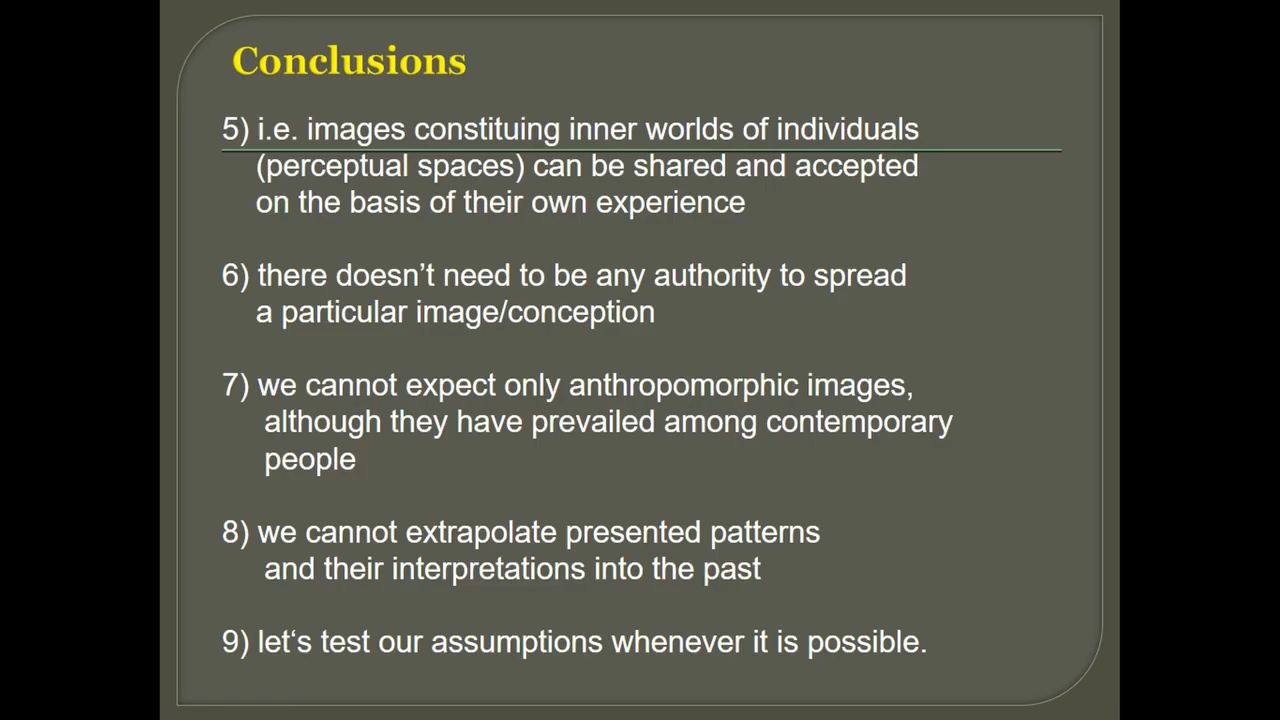 Conclusions
5) i.e. images constituing inner worlds of individuals
(perceptual spaces) can be shared and accepted
on the basis of their own experience
6) there doesn’t need to be any authority to spread
a particular image/conception
7) we cannot expect only anthropomorphic images,
although they have prevailed among contemporary
people
8) we cannot extrapolate presented patterns
and their interpretations into the past
9) let‘s test our assumptions whenever it is possible.